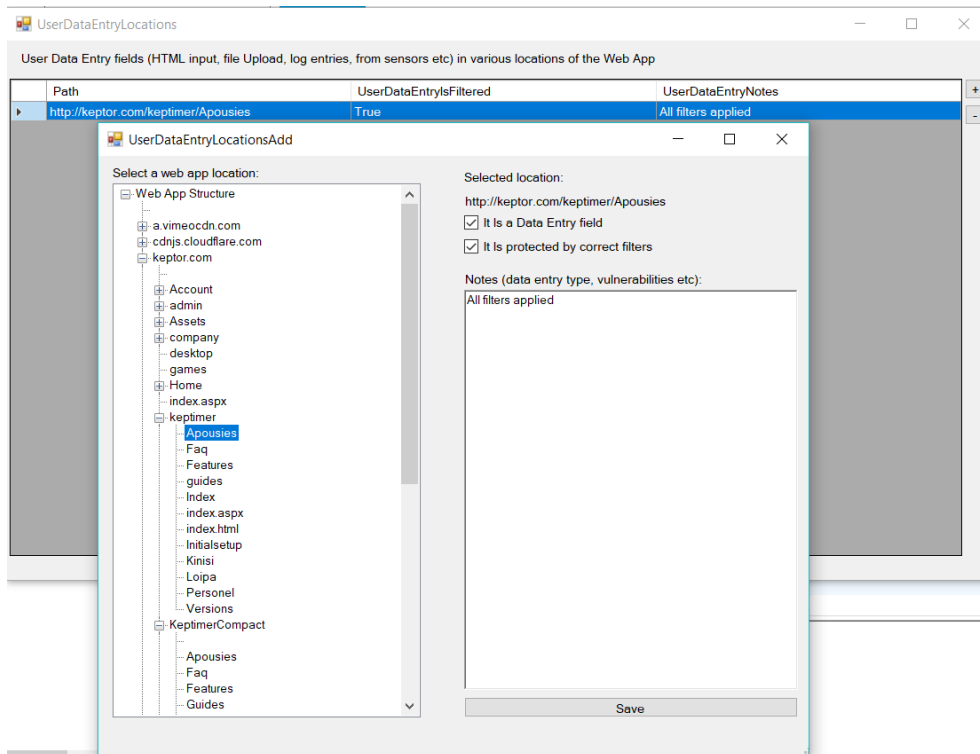 UserDataEntryLocations
User Data Entry fields (HTML input, file Upload, log entries, from sensors etc) in various locations of the Web App
Path UserDataEntryIsFiltered UserDataEntryNotes +
http://keptor.com/keptimer/Apousies True All filters applied
-
UserDataEntryLocationsAdd
Select a web app location:
Web App Structure
a.vimeocdn.com
cdnjs.cloudflare.com
keptor.com
Account
admin
Assets
company
desktop
games
Home
index.aspx
keptimer
Apousies
Faq
Features
guides
Index
index.aspx
index.html
Initialsetup
Kinisi
Loipa
Personel
Versions
KeptimerCompact
Apousies
Faq
Features
Guides
Selected location:
http://keptor.com/keptimer/Apousies
It Is a Data Entry field
It Is protected by correct filters
Notes (data entry type, vulnerabilities etc):
All filters applied
Save